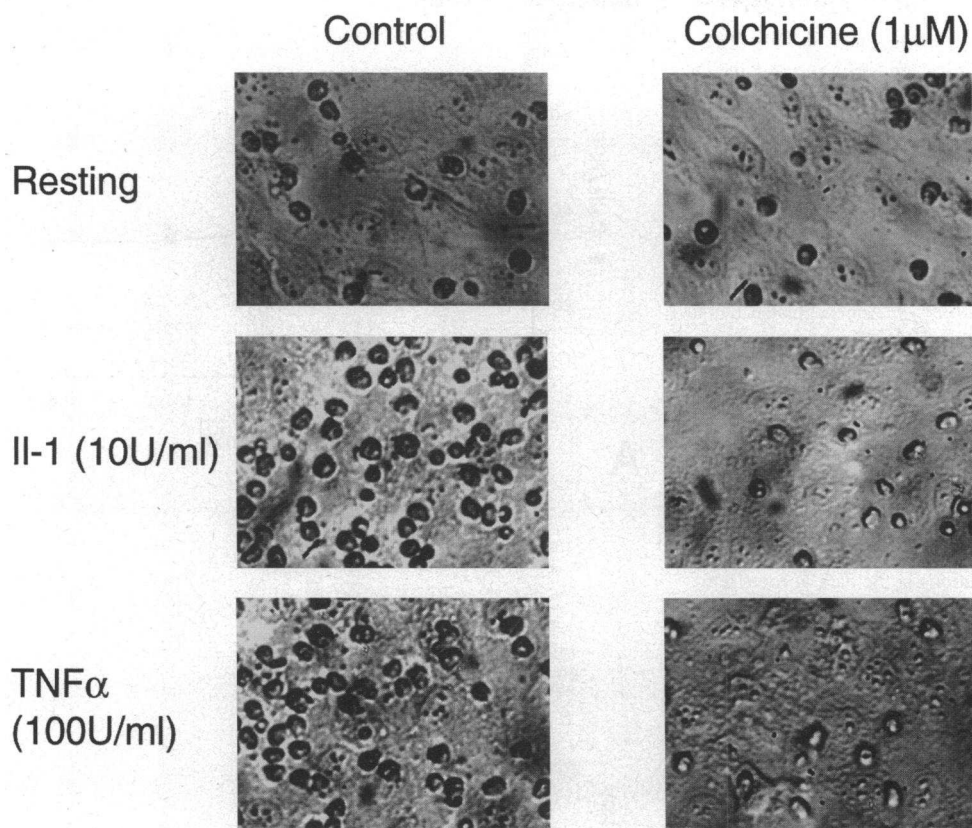 Control
Colchicine (1μM)
Resting
Il-1 (10U/ml)
TNFα
(100U/ml)